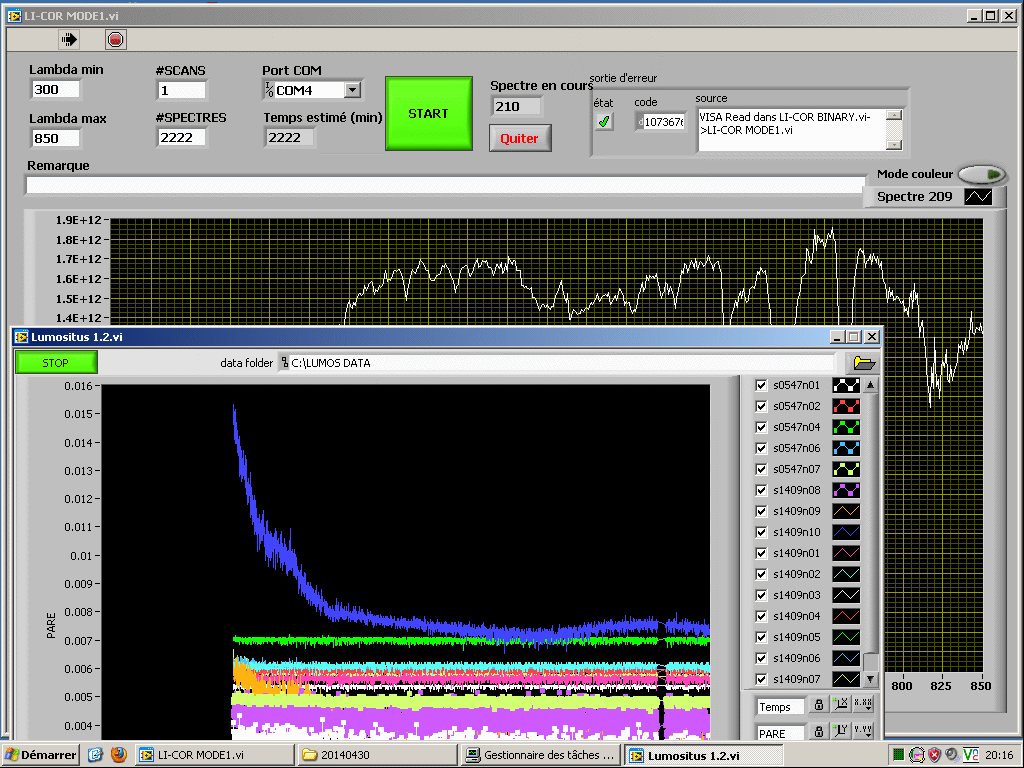 LI-COR MODE1.vi
Lambda min
300
Lambda max
850
#SCANS
1
#SPECTRES
2222
Port COM
COM4
Temps estimé (min)
2222
START
Spectre en cours
210
Quiter
sortie d'erreur
état
code
1073676
source
VISA Read dans LI-COR BINARY.vi-
>LI-COR MODE1.vi
Remarque
Mode couleur
Spectre 209
1.9E+12
1.8E+12
1.7E+12
1.6E+12
1.5E+12
1.4E+12
800 825 850
Lumositus 1.2.vi
STOP
data folder
C:\LUMOS DATA
0.016
0.015
0.014
0.013
0.012
0.011
0.01
0.009
0.008
0.007
0.006
0.005
0.004
PARE
s0547n01
s0547n02
s0547n04
s0547n06
s0547n07
s1409n08
s1409n09
s1409n10
s1409n01
s1409n02
s1409n03
s1409n04
s1409n05
s1409n06
s1409n07
Temps
X.XX
PARE
Y.YY
Démarrer
LI-COR MODE1.vi
20140430
Gestionnaire des tâches ...
Lumositus 1.2.vi
20:16